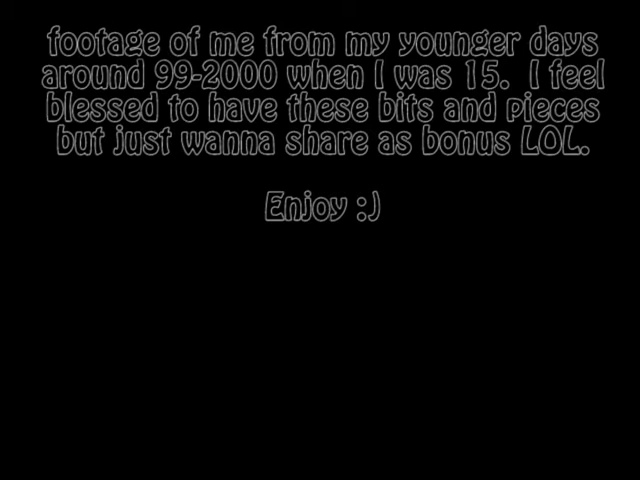 footage of me from my younger days
around 99-2000 when I was 15.  I feel
blessed to have these bits and pieces
but just wanna share as bonus LOL.
Enjoy :)